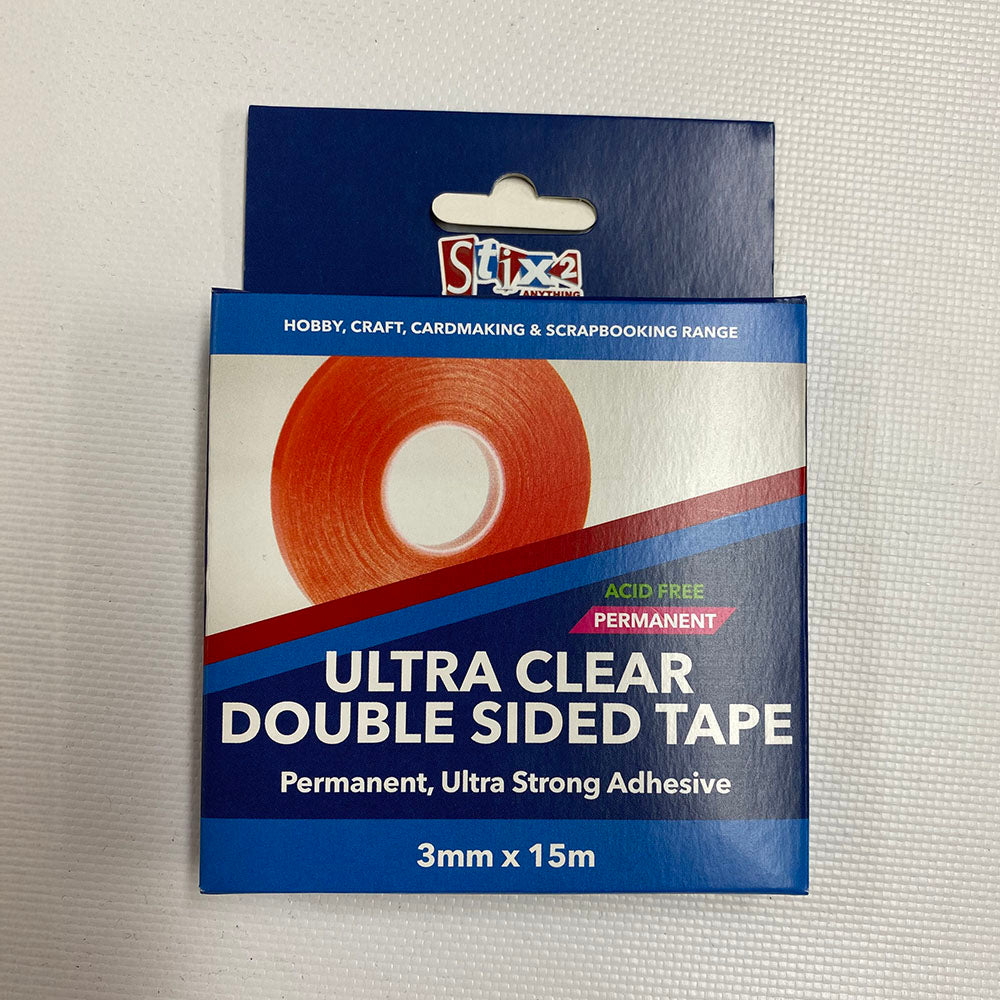 Stix2
ANYTHING
HOBBY, CRAFT, CARDMAKING & SCRAPBOOKING RANGE
ACID FREE
PERMANENT
ULTRA CLEAR
DOUBLE SIDED TAPE
Permanent, Ultra Strong Adhesive
3mm x 15m